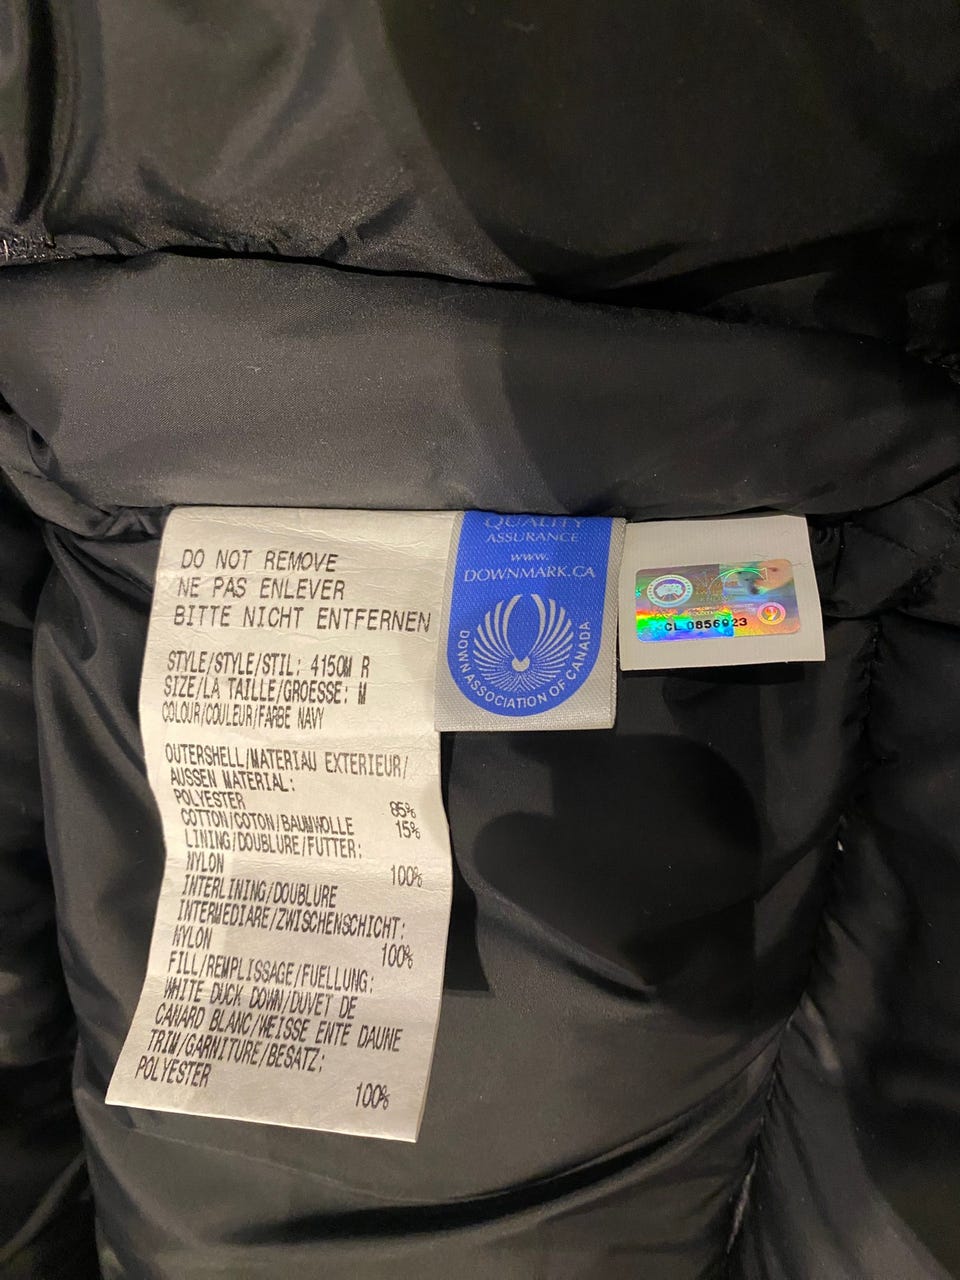 DO NOT REMOVE
NE PAS ENLEVER
BITTE NICHT ENTFERNEN
STYLE/STYLE/STIL: 4150M R
SIZE/LA TAILLE/GROESSE: M
COLOUR/COULEUR/FARBE NAVY
OUTERSHELL/MATERIAU EXTERIEUR/
AUSSEN MATERIAL:
POLYESTER 85%
COTTON/COTON/BAUMWOLLE 15%
LINING/DOUBLURE/FUTTER:
NYLON 100%
INTERLINING/DOUBLURE
INTERMEDIARE/ZWISCHENSCHICHT:
NYLON 100%
FILL/REMPLISSAGE/FUELLUNG:
WHITE DUCK DOWN/DUVET DE
CANARD BLANC/WEISSE ENTE DAUNE
TRIM/GARNITURE/BESATZ:
POLYESTER 100%
QUALITY
ASSURANCE
www.
DOWNMARK.CA
DOWN ASSOCIATION OF CANADA
CL 0856923